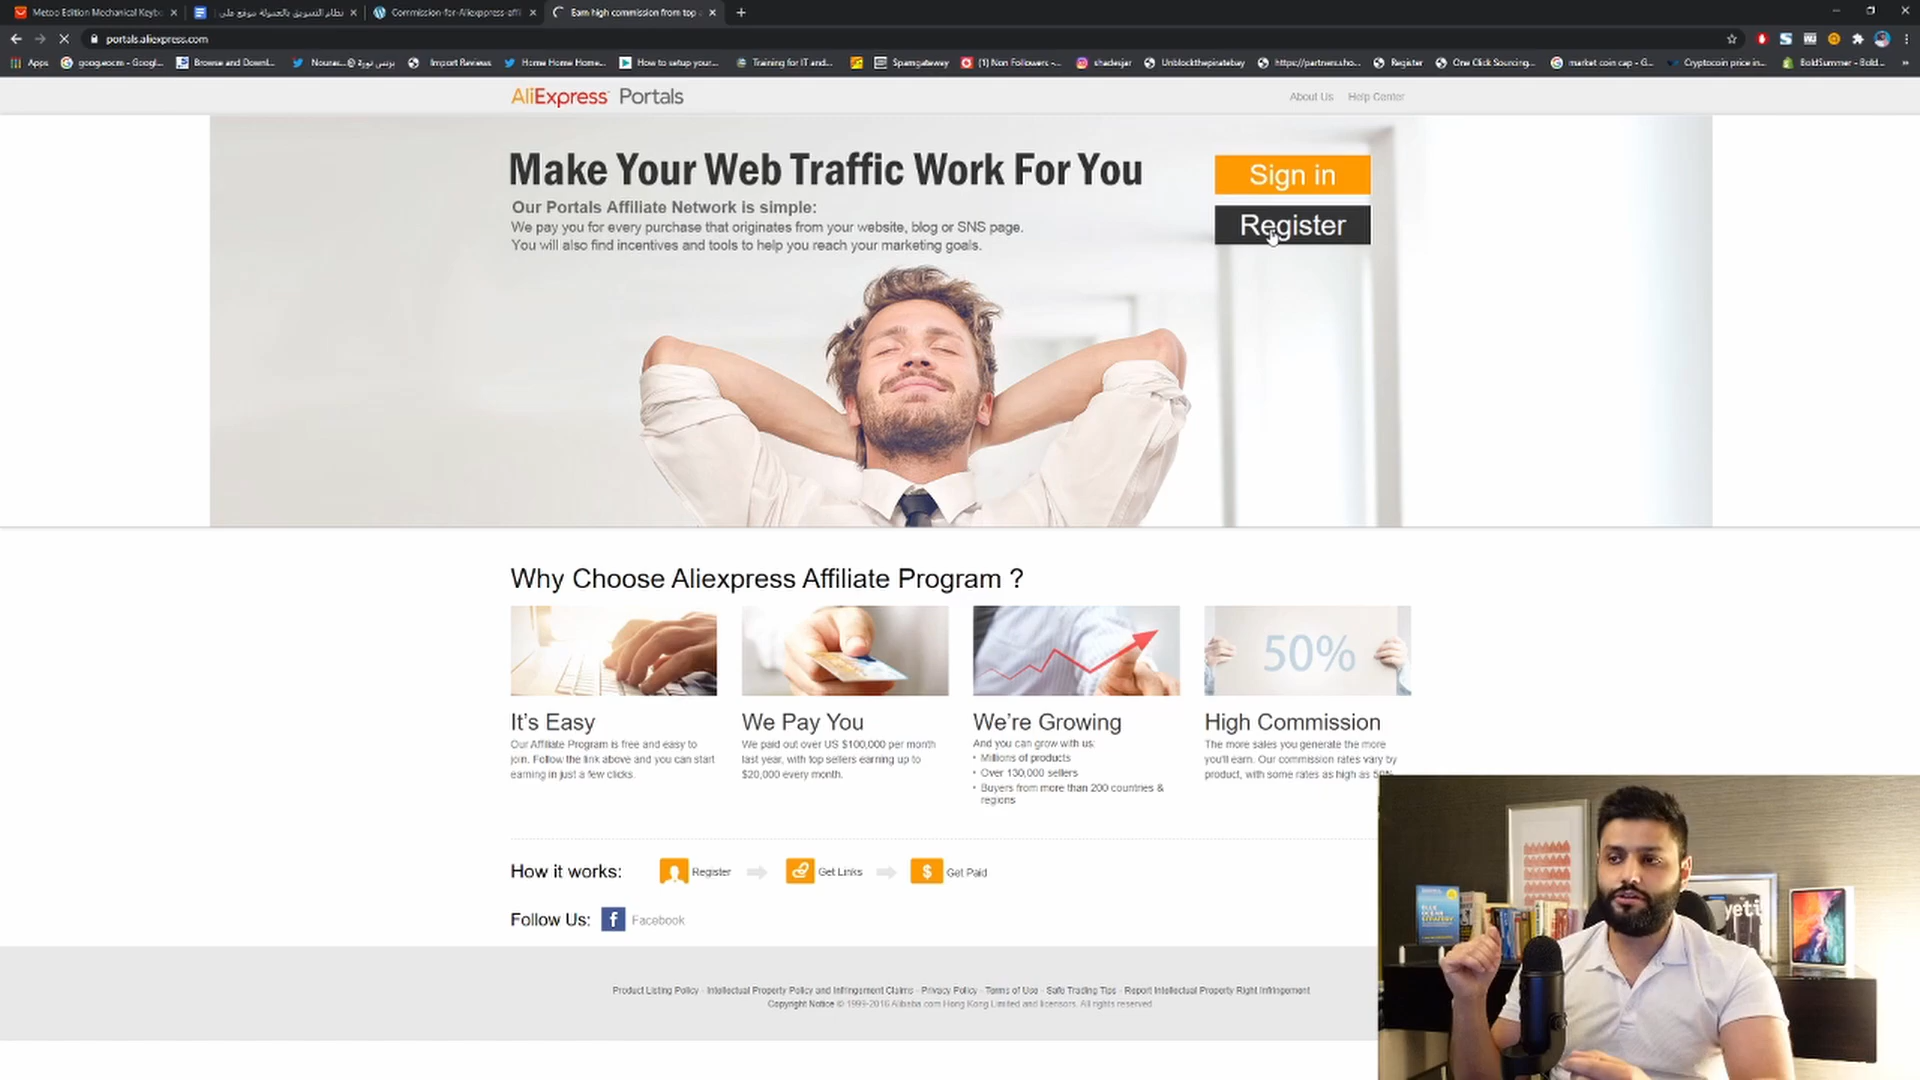 Metoo Edition Mechanical Keybo
نظام التسويق بالعمولة موقع علي
Commission-for-Aliexppress-affi
Earn high commission from top
portals.aliexpress.com
Apps
googeocm - Googl...
Browse and Downl...
Import Reviews
Home Home Home...
How to setup your...
Training for IT and...
Spamgateway
(1) Non Followers -...
shadesjar
Unblockthepiratebay
https://partners.sho...
Register
One Click Sourcing...
market coin cap - G...
Cryptocoin price in...
BoldSummer - Bold...
AliExpress Portals
About Us
Help Center
Make Your Web Traffic Work For You
Sign in
Register
Our Portals Affiliate Network is simple:
We pay you for every purchase that originates from your website, blog or SNS page.
You will also find incentives and tools to help you reach your marketing goals.
Why Choose Aliexpress Affiliate Program ?
50%
It's Easy
Our Affiliate Program is free and easy to
join. Follow the link above and you can start
earning in just a few clicks.
We Pay You
We paid out over US $100,000 per month
last year, with top sellers earning up to
$20,000 every month.
We're Growing
And you can grow with us:
• Millions of products
• Over 130,000 sellers
• Buyers from more than 200 countries &
regions
High Commission
The more sales you generate the more
you'll earn. Our commission rates vary by
product, with some rates as high as 50%
How it works:
Register
Get Links
Get Paid
Follow Us:
Facebook
Product Listing Policy - Intellectual Property Policy and Infringement Claims - Privacy Policy - Terms of Use - Safe Trading Tips - Report Intellectual Property Right Infringement
Copyright Notice © 1999-2016 Alibaba.com Hong Kong Limited and licensors. All rights reserved
BLUE
OCEAN
STRATEGY
yeti